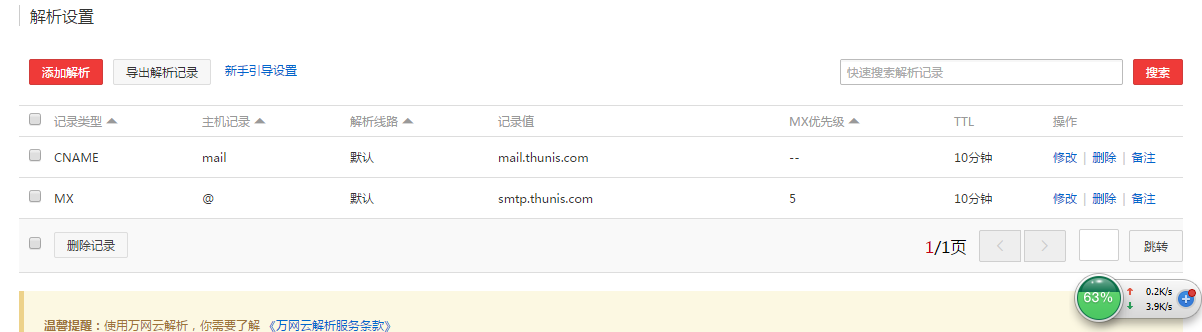 解析设置
添加解析 导出解析记录 新手引导设置 快速搜索解析记录 搜索
记录类型 主机记录 解析线路 记录值 MX优先级 TTL 操作
CNAME mail 默认 mail.thunis.com -- 10分钟 修改 | 删除 | 备注
MX @ 默认 smtp.thunis.com 5 10分钟 修改 | 删除 | 备注
删除记录 1/1页 < > 跳转
63% 0.2K/s
3.9K/s
温馨提醒：使用万网云解析，你需要了解 《万网云解析服务条款》